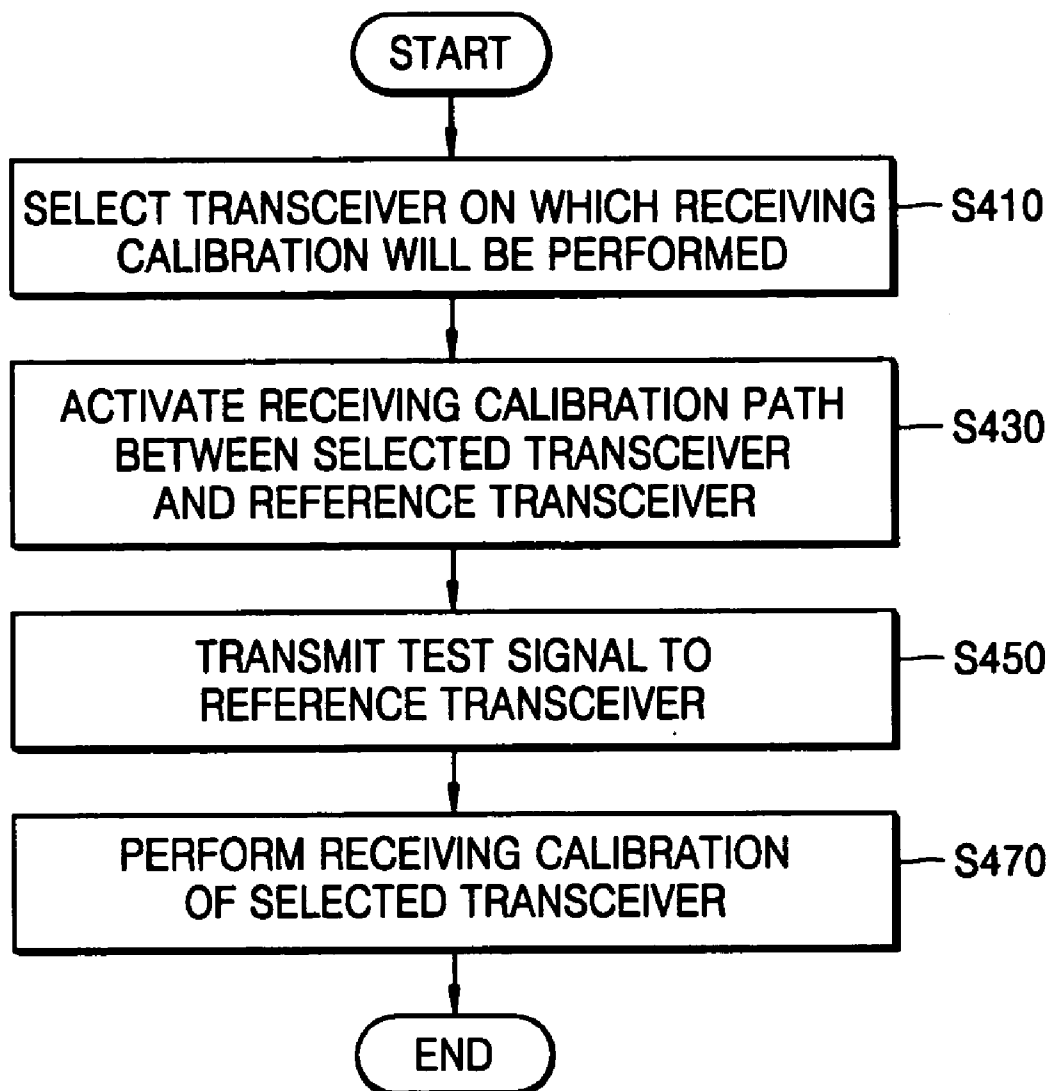 START
SELECT TRANSCEIVER ON WHICH RECEIVING
CALIBRATION WILL BE PERFORMED
S410
ACTIVATE RECEIVING CALIBRATION PATH
BETWEEN SELECTED TRANSCEIVER
AND REFERENCE TRANSCEIVER
S430
TRANSMIT TEST SIGNAL TO
REFERENCE TRANSCEIVER
S450
PERFORM RECEIVING CALIBRATION
OF SELECTED TRANSCEIVER
S470
END